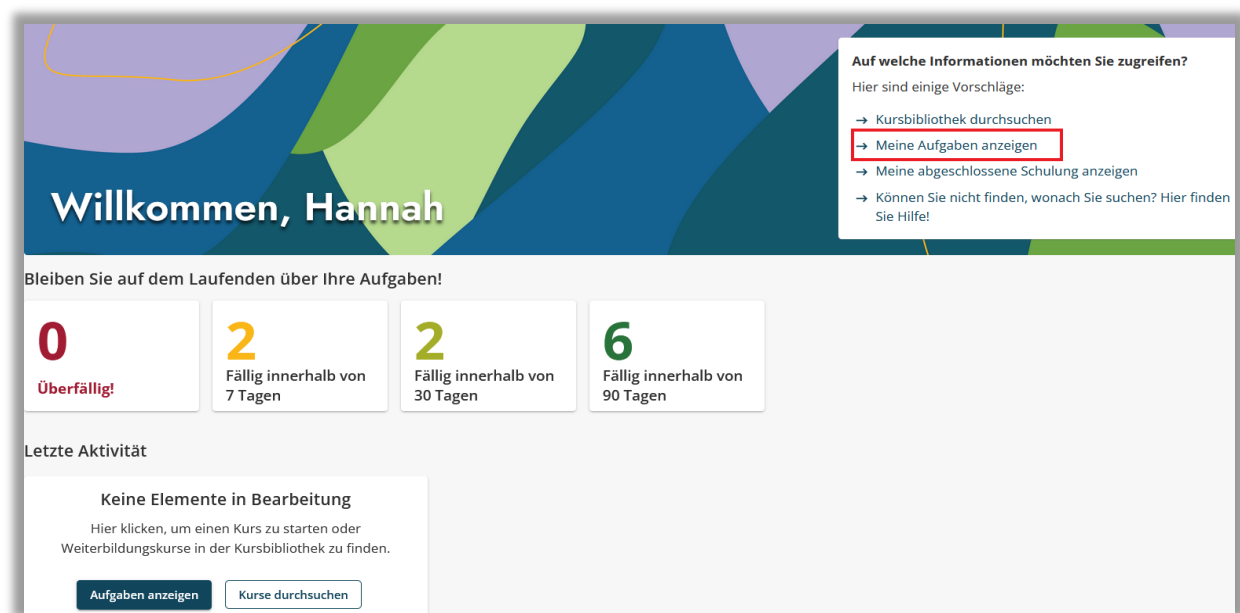 Auf welche Informationen möchten Sie zugreifen?
Hier sind einige Vorschläge:
→ Kursbibliothek durchsuchen
→ Meine Aufgaben anzeigen
→ Meine abgeschlossene Schulung anzeigen
→ Können Sie nicht finden, wonach Sie suchen? Hier finden
Sie Hilfe!
Willkommen, Hannah
Bleiben Sie auf dem Laufenden über Ihre Aufgaben!
0
Überfällig!
2
Fällig innerhalb von
7 Tagen
2
Fällig innerhalb von
30 Tagen
6
Fällig innerhalb von
90 Tagen
Letzte Aktivität
Keine Elemente in Bearbeitung
Hier klicken, um einen Kurs zu starten oder
Weiterbildungskurse in der Kursbibliothek zu finden.
Aufgaben anzeigen
Kurse durchsuchen